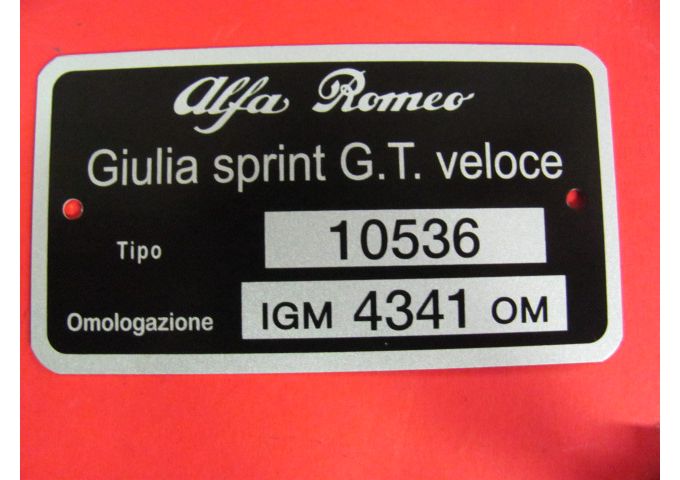 Alfa Romeo
Giulia sprint G.T. veloce
Tipo 10536
Omologazione IGM 4341 OM